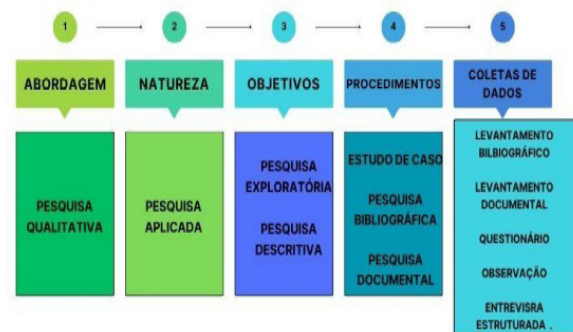 1
2
3
4
5
ABORDAGEM
NATUREZA
OBJETIVOS
PROCEDIMENTOS
COLETAS DE
DADOS
PESQUISA
QUALITATIVA
PESQUISA
APLICADA
PESQUISA
EXPLORATÓRIA
PESQUISA
DESCRITIVA
ESTUDO DE CASO
PESQUISA
BIBLIOGRÁFICA
PESQUISA
DOCUMENTAL
LEVANTAMENTO
BILBIOGRÁFICO
LEVANTAMENTO
DOCUMENTAL
QUESTIONÁRIO
OBSERVAÇÃO
ENTREVISRA
ESTRUTURADA .